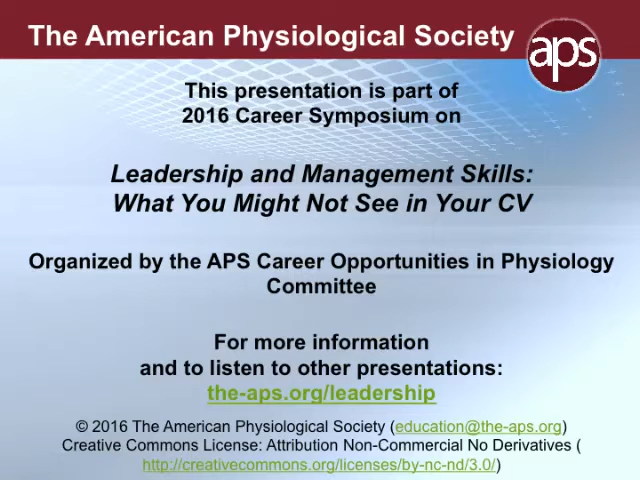 The American Physiological Society
aps
This presentation is part of
2016 Career Symposium on
Leadership and Management Skills:
What You Might Not See in Your CV
Organized by the APS Career Opportunities in Physiology
Committee
For more information
and to listen to other presentations:
the-aps.org/leadership
© 2016 The American Physiological Society (education@the-aps.org)
Creative Commons License: Attribution Non-Commercial No Derivatives (
http://creativecommons.org/licenses/by-nc-nd/3.0/)